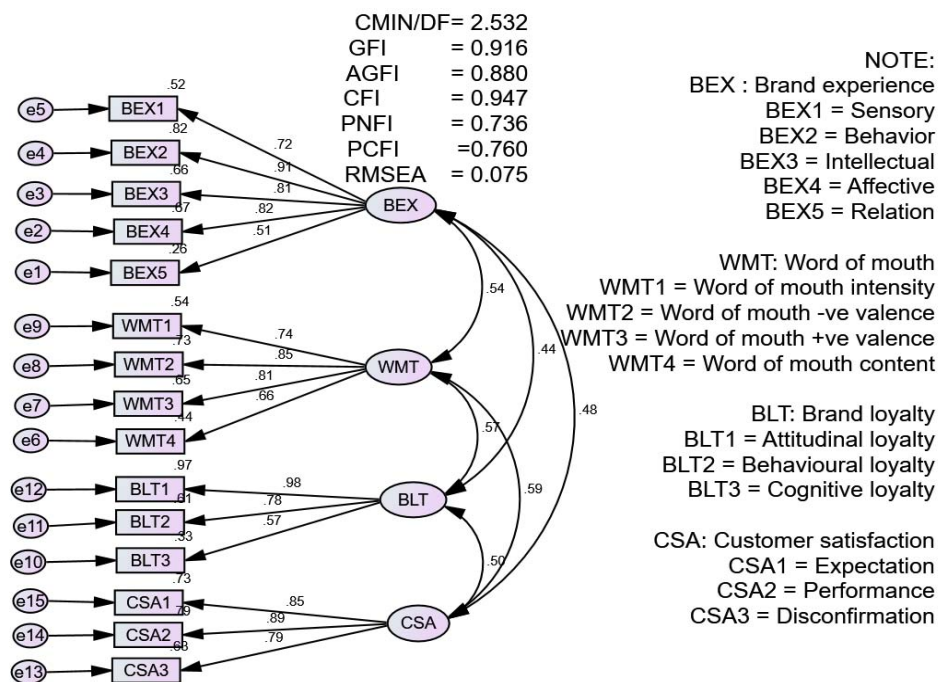 CMIN/DF= 2.532
GFI = 0.916
AGFI = 0.880
CFI = 0.947
PNFI = 0.736
PCFI =0.760
RMSEA = 0.075
NOTE:
BEX : Brand experience
BEX1 = Sensory
BEX2 = Behavior
BEX3 = Intellectual
BEX4 = Affective
BEX5 = Relation
WMT: Word of mouth
WMT1 = Word of mouth intensity
WMT2 = Word of mouth -ve valence
WMT3 = Word of mouth +ve valence
WMT4 = Word of mouth content
BLT: Brand loyalty
BLT1 = Attitudinal loyalty
BLT2 = Behavioural loyalty
BLT3 = Cognitive loyalty
CSA: Customer satisfaction
CSA1 = Expectation
CSA2 = Performance
CSA3 = Disconfirmation
.52
e5 BEX1
.82
.72
e4 BEX2
.66
.91
e3 BEX3
.67
.81
e2 BEX4
.26
.82
.51
e1 BEX5
BEX
.54
e9 WMT1
.73
.74
e8 WMT2
.65
.85
e7 WMT3
.44
.81
.66
e6 WMT4
WMT
.97
e12 BLT1
.61
.98
e11 BLT2
.33
.78
.57
e10 BLT3
BLT
.73
e15 CSA1
.79
.85
e14 CSA2
.63
.89
.79
e13 CSA3
CSA
.54
.44
.48
.57
.59
.50